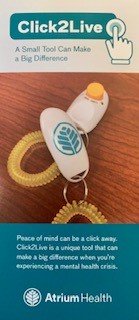 Click2Live
A Small Tool Can Make
a Big Difference
Peace of mind can be a click away.
Click2Live is a unique tool that can
make a big difference when you're
experiencing a mental health crisis.
Atrium Health